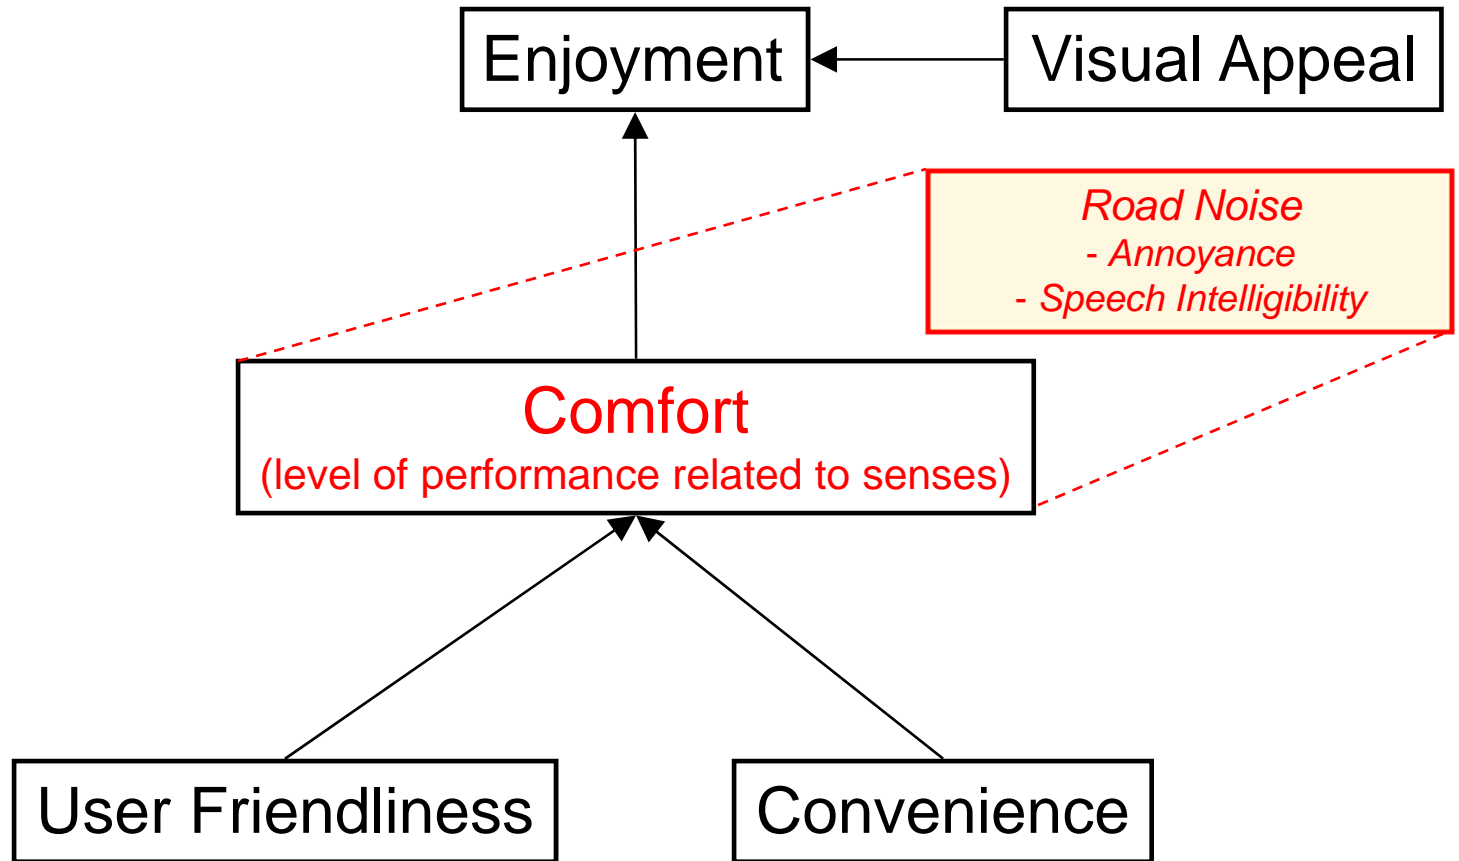 Enjoyment
Visual Appeal
Road Noise
- Annoyance
- Speech Intelligibility
Comfort
(level of performance related to senses)
User Friendliness
Convenience